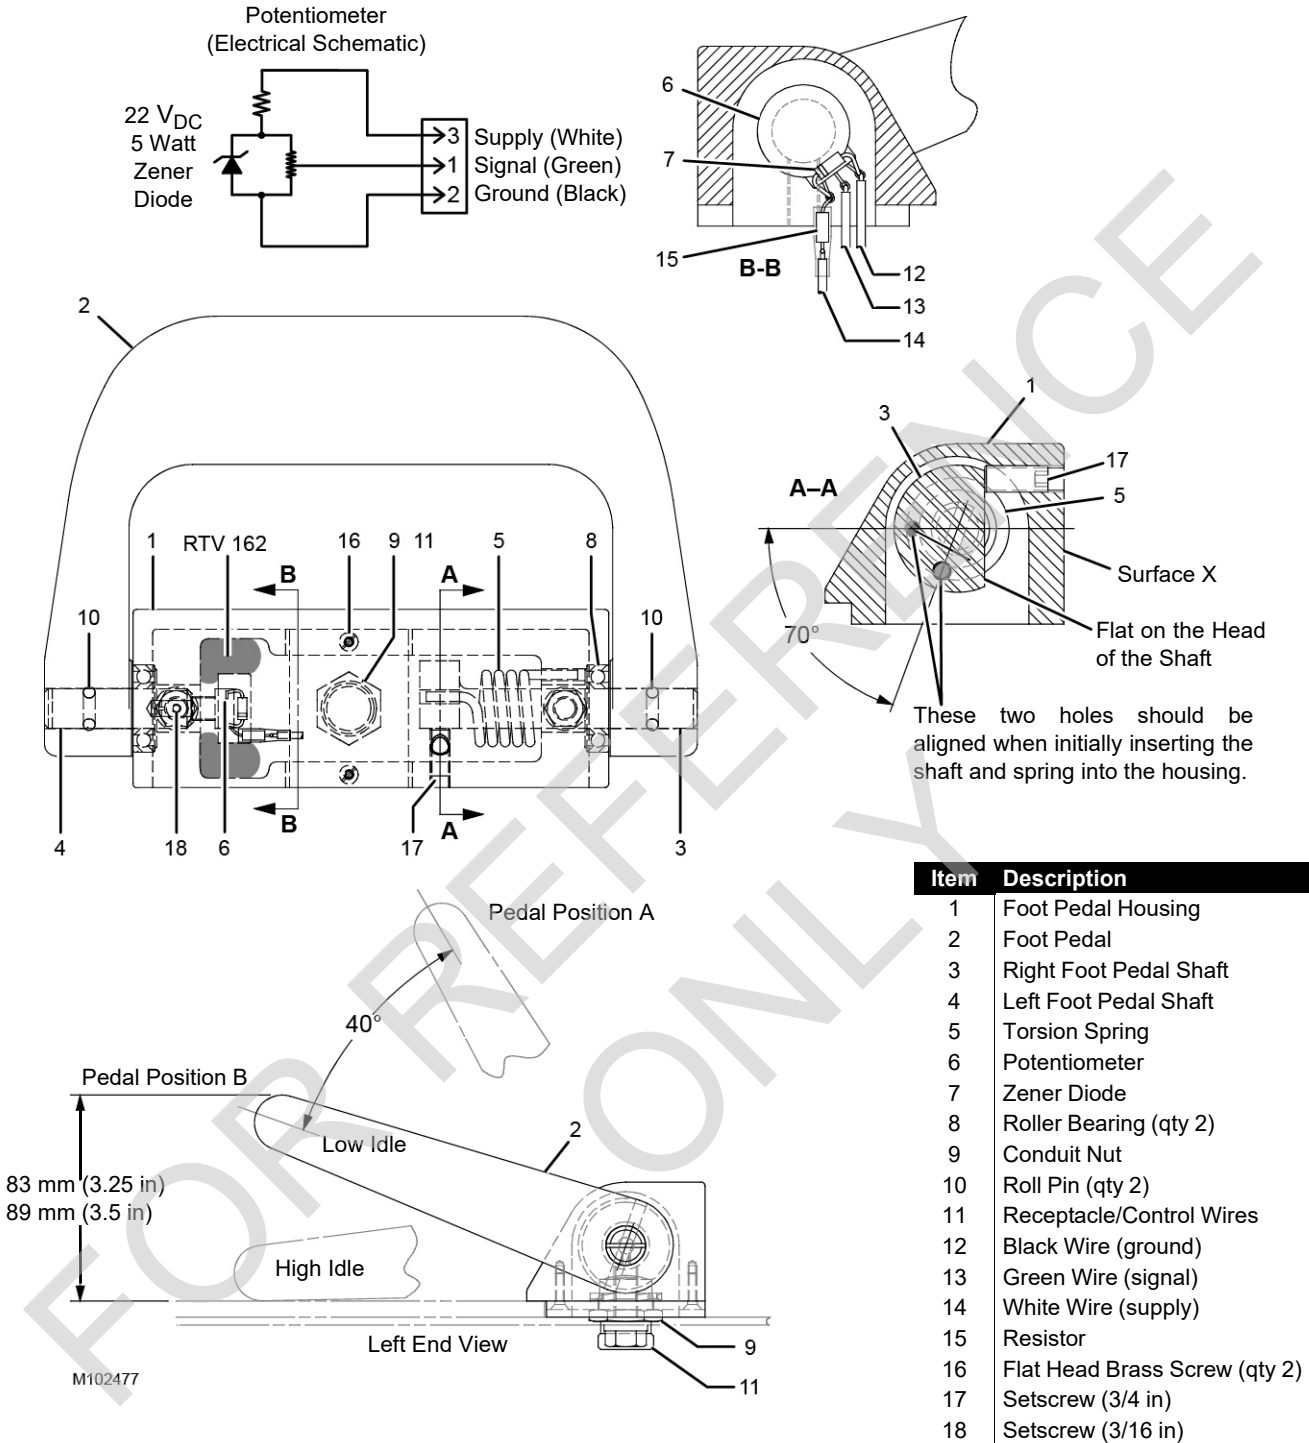 Potentiometer
(Electrical Schematic)
22 VDC
5 Watt
Zener
Diode
3 Supply (White)
1 Signal (Green)
2 Ground (Black)
6
7
15
B-B
12
13
14
2
1
3
17
A–A
5
Surface X
70°
Flat on the Head
of the Shaft
These two holes should be
aligned when initially inserting the
shaft and spring into the housing.
1
RTV 162
16
9
11
5
8
B
A
10
10
B
A
4
18
6
17
3
Pedal Position A
40°
Pedal Position B
Low Idle
2
83 mm (3.25 in)
89 mm (3.5 in)
High Idle
Left End View
9
11
M102477
Item Description
1 Foot Pedal Housing
2 Foot Pedal
3 Right Foot Pedal Shaft
4 Left Foot Pedal Shaft
5 Torsion Spring
6 Potentiometer
7 Zener Diode
8 Roller Bearing (qty 2)
9 Conduit Nut
10 Roll Pin (qty 2)
11 Receptacle/Control Wires
12 Black Wire (ground)
13 Green Wire (signal)
14 White Wire (supply)
15 Resistor
16 Flat Head Brass Screw (qty 2)
17 Setscrew (3/4 in)
18 Setscrew (3/16 in)
FOR REFERENCE
ONLY